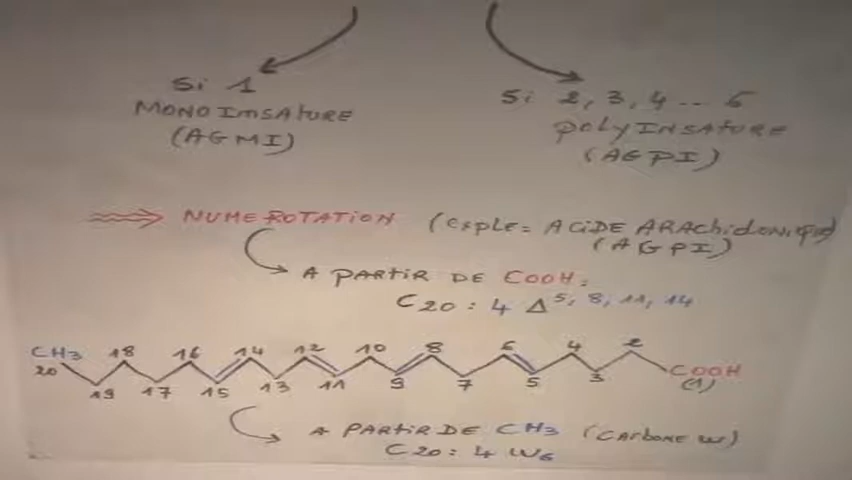 Si 1
MONOIMSATURE
(AGMI)
Si 2, 3, 4 ... 6
POLYINSATURE
(AGPI)
NUMEROTATION (exple = ACIDE ARAchidoNique)
(AGPI)
A PARTIR DE COOH:
C20 : 4 Δ5, 8, 11, 14
CH3 18 16 14 12 10 8 6 4 2
20 19 17 15 13 11 9 7 5 3 COOH
(1)
A PARTIR DE CH3 (CARBONE W)
C20 : 4 W6